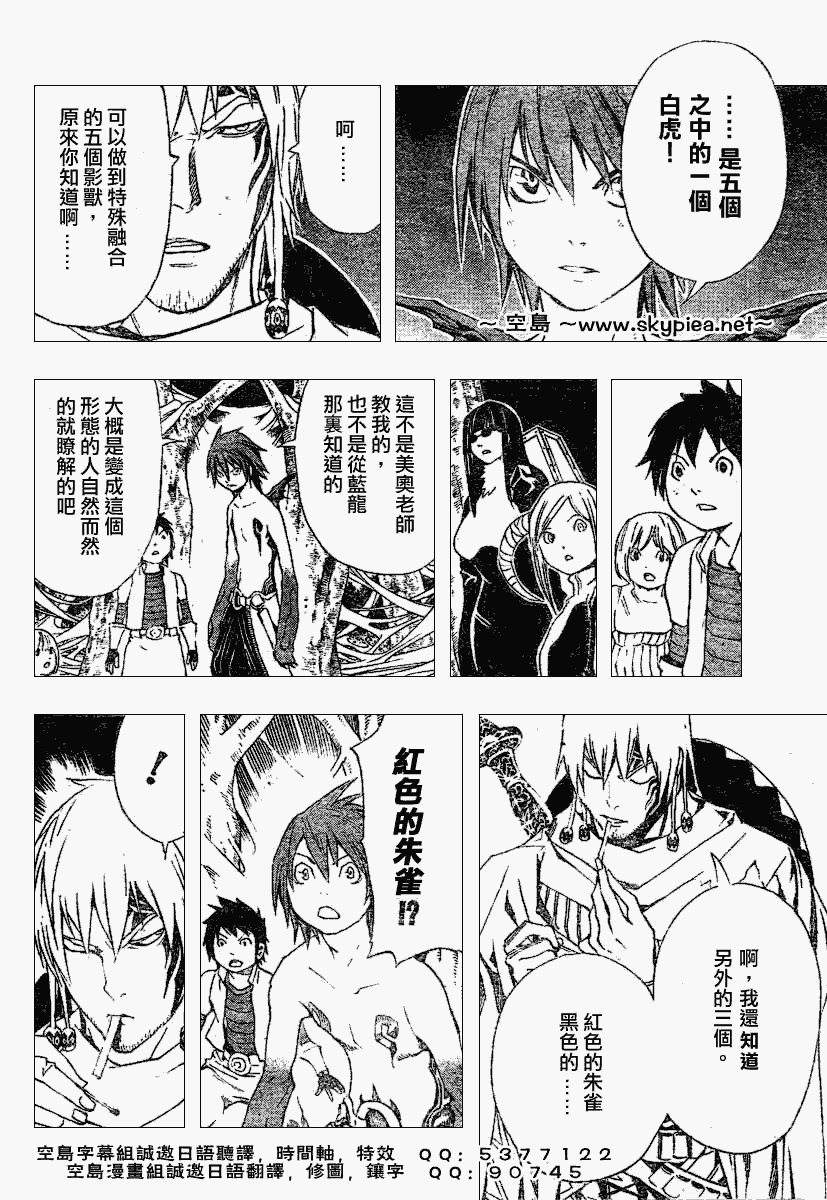 ……是五個
之中的一個
白虎！
呵……
可以做到特殊融合
的五個影獸，
原來你知道啊……
～ 空島 ～www.skypiea.net～
這不是美奧老師
教我的，
也不是從藍龍
那裏知道的
大概是變成這個
形態的人自然而然
的就瞭解的吧
啊，我還知道
另外的三個。
紅色的朱雀
黑色的……
紅色的朱雀!?
！
空島字幕組誠邀日語聽譯，時間軸，特效　QQ：5377122
空島漫畫組誠邀日語翻譯，修圖，鑲字　QQ：90745